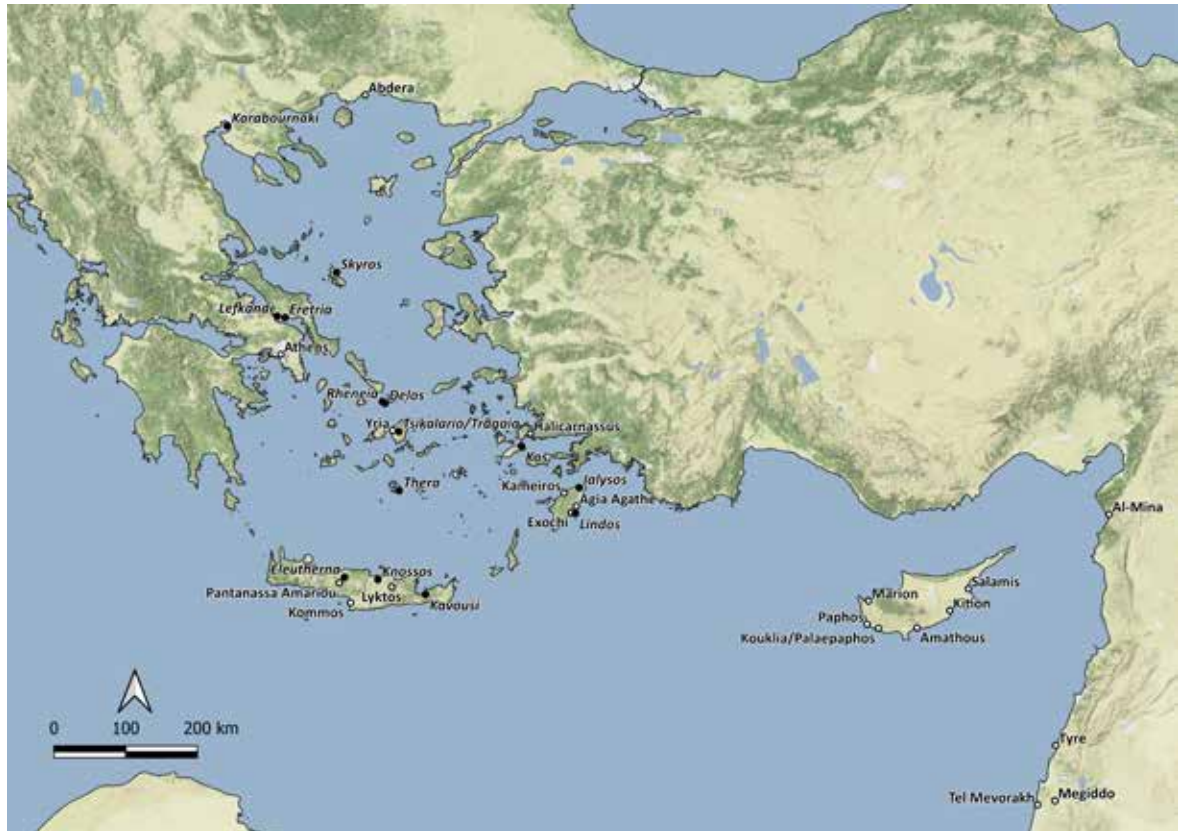 Abdera
Karabournaki
Skyros
Lefkandi Eretria
Athens
Rheneia Delos
Yria Tsikalario/Tragaia Halicarnassus
Kos
Thera Kameiros Ialysos
Agia Agathe
Exochi Lindos
Al-Mina
Eleutherna Knossos
Pantanassa Amariou Lyktos
Kommos Kavousi
Salamis
Marion Kition
Paphos
Kouklia/Palaepaphos Amathous
0 100 200 km
Tyre
Tel Mevorakh Megiddo